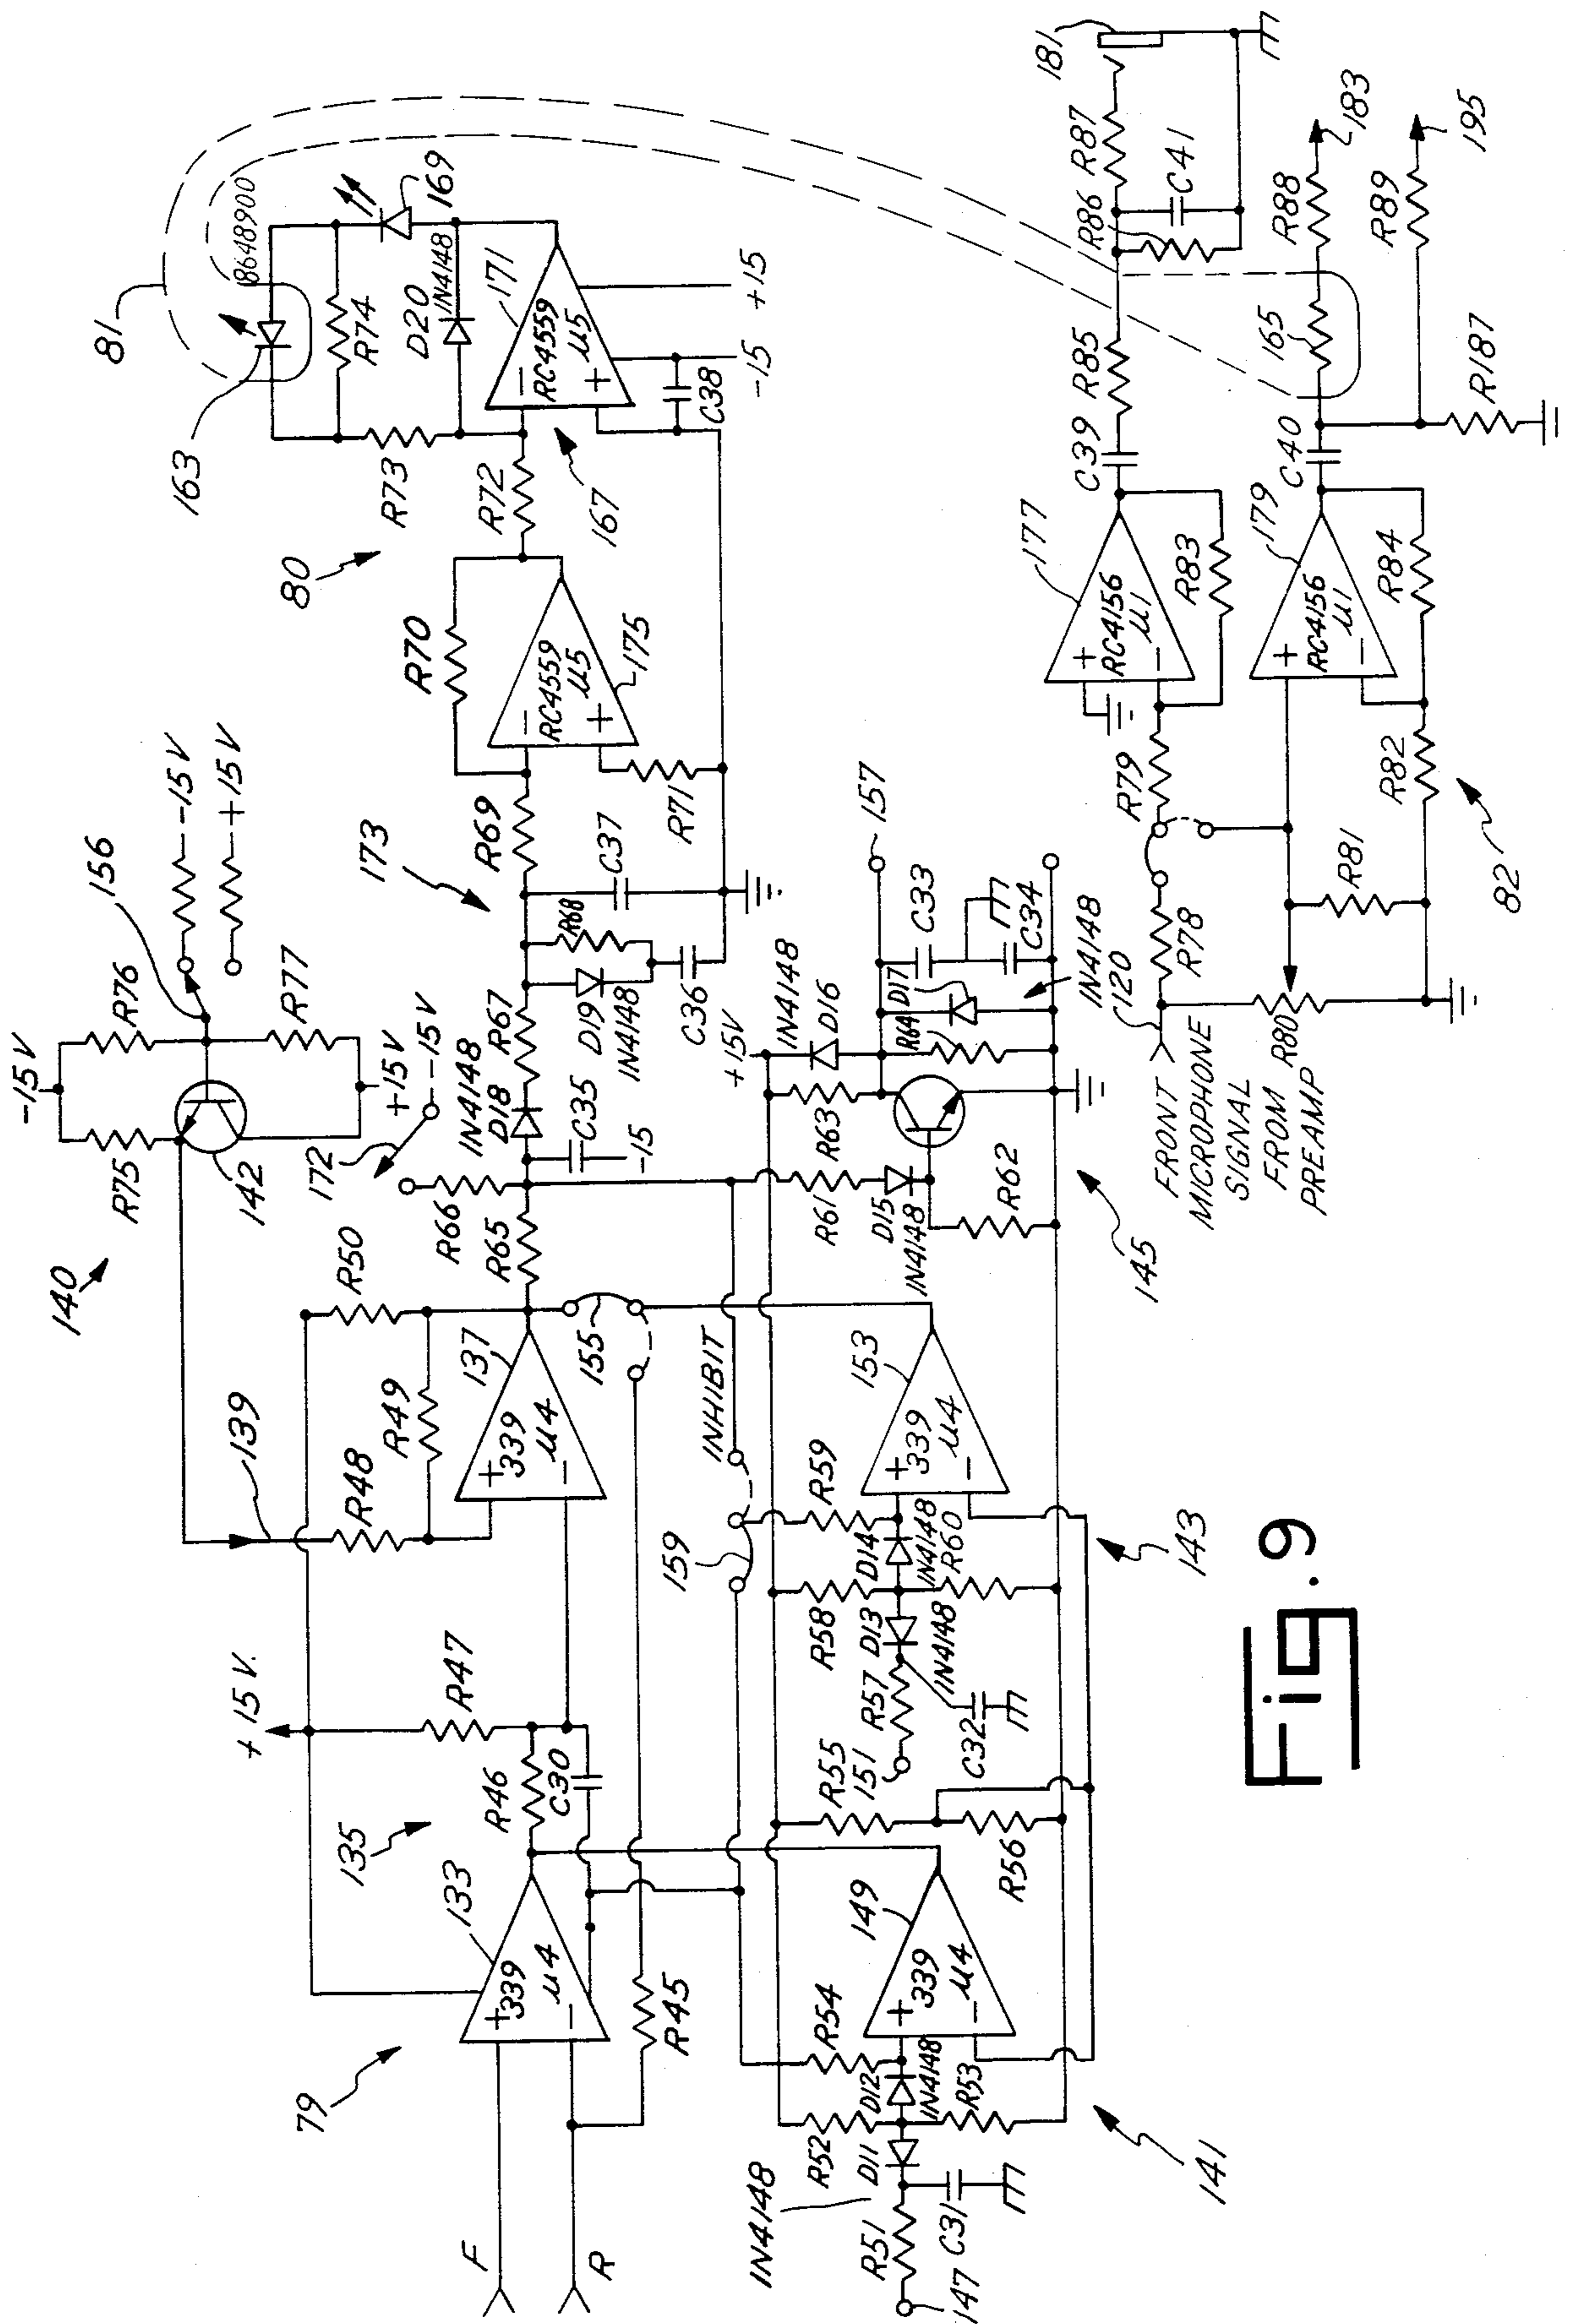 -15V
R75
R76
142
R77
+15V
156
-15V
+15V
140
172
+15V
-15V
81
163
8648900
R74
169
D20
IN4148
R73
171
RC4559
U5
-
+
+15
-15
C38
167
80
R72
R70
RC4559
U5
-
+
175
R71
173
R69
C37
R68
D19
IN4148
C36
R67
IN4148
D18
C35
-15
R66
R65
R50
139
R48
R49
137
+
339
U4
-
155
INHIBIT
159
+15V.
R47
135
R46
C30
133
+
339
U4
-
79
R45
F
R
R54
149
+
339
U4
-
R52
D12
IN4148
R53
D11
IN4148
R51
C31
147
141
R55
R56
151
R57
C32
R58
D13
IN4148
D14
IN4148
R60
R59
153
+
339
U4
-
143
R61
D15
IN4148
R62
R63
+15V
IN4148
D16
R64
D17
IN4148
C33
C34
157
145
120
FRONT
MICROPHONE
SIGNAL
FROM
PREAMP
R80
R78
R79
R81
R82
82
177
+
RC4156
U1
-
R83
179
+
RC4156
U1
-
R84
C39
R85
R86
C41
R87
181
C40
165
R88
183
R89
195
R187
Fig. 9